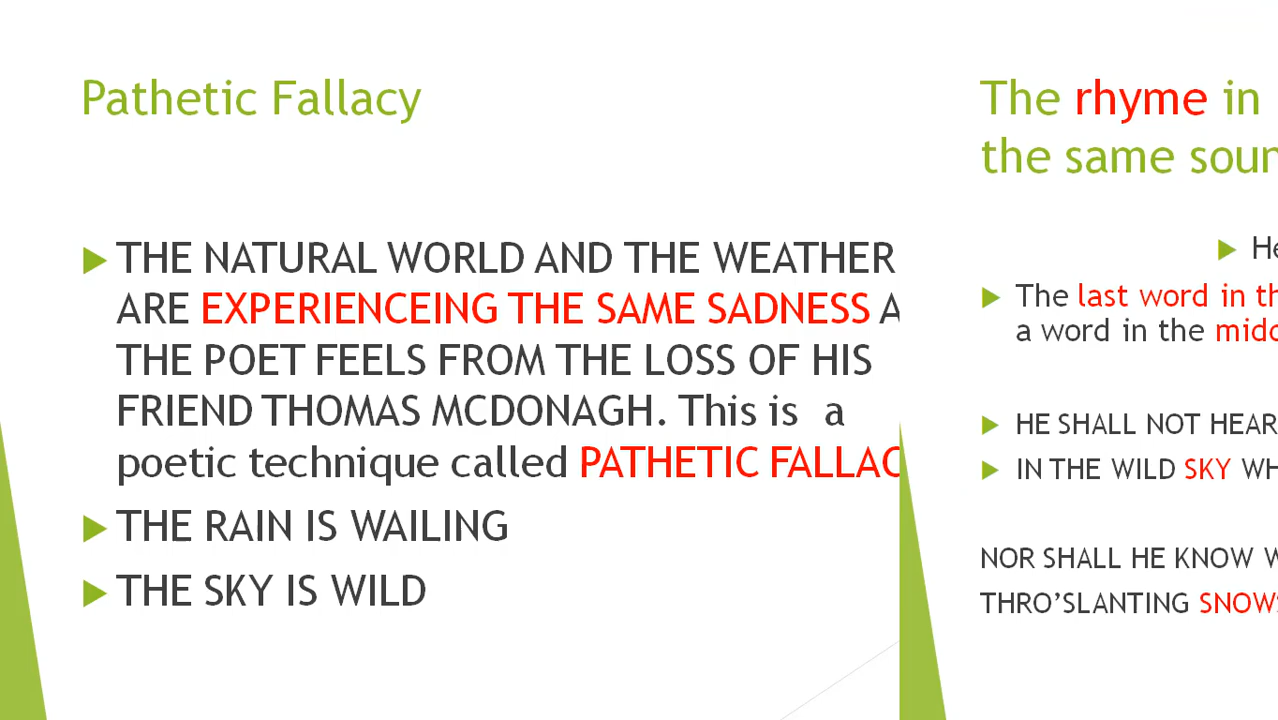 Pathetic Fallacy
THE NATURAL WORLD AND THE WEATHER
ARE EXPERIENCEING THE SAME SADNESS A
THE POET FEELS FROM THE LOSS OF HIS
FRIEND THOMAS MCDONAGH. This is a
poetic technique called PATHETIC FALLAC
THE RAIN IS WAILING
THE SKY IS WILD
The rhyme in
the same soun
He
The last word in th
a word in the midd
HE SHALL NOT HEAR
IN THE WILD SKY WH
NOR SHALL HE KNOW W
THRO'SLANTING SNOWS